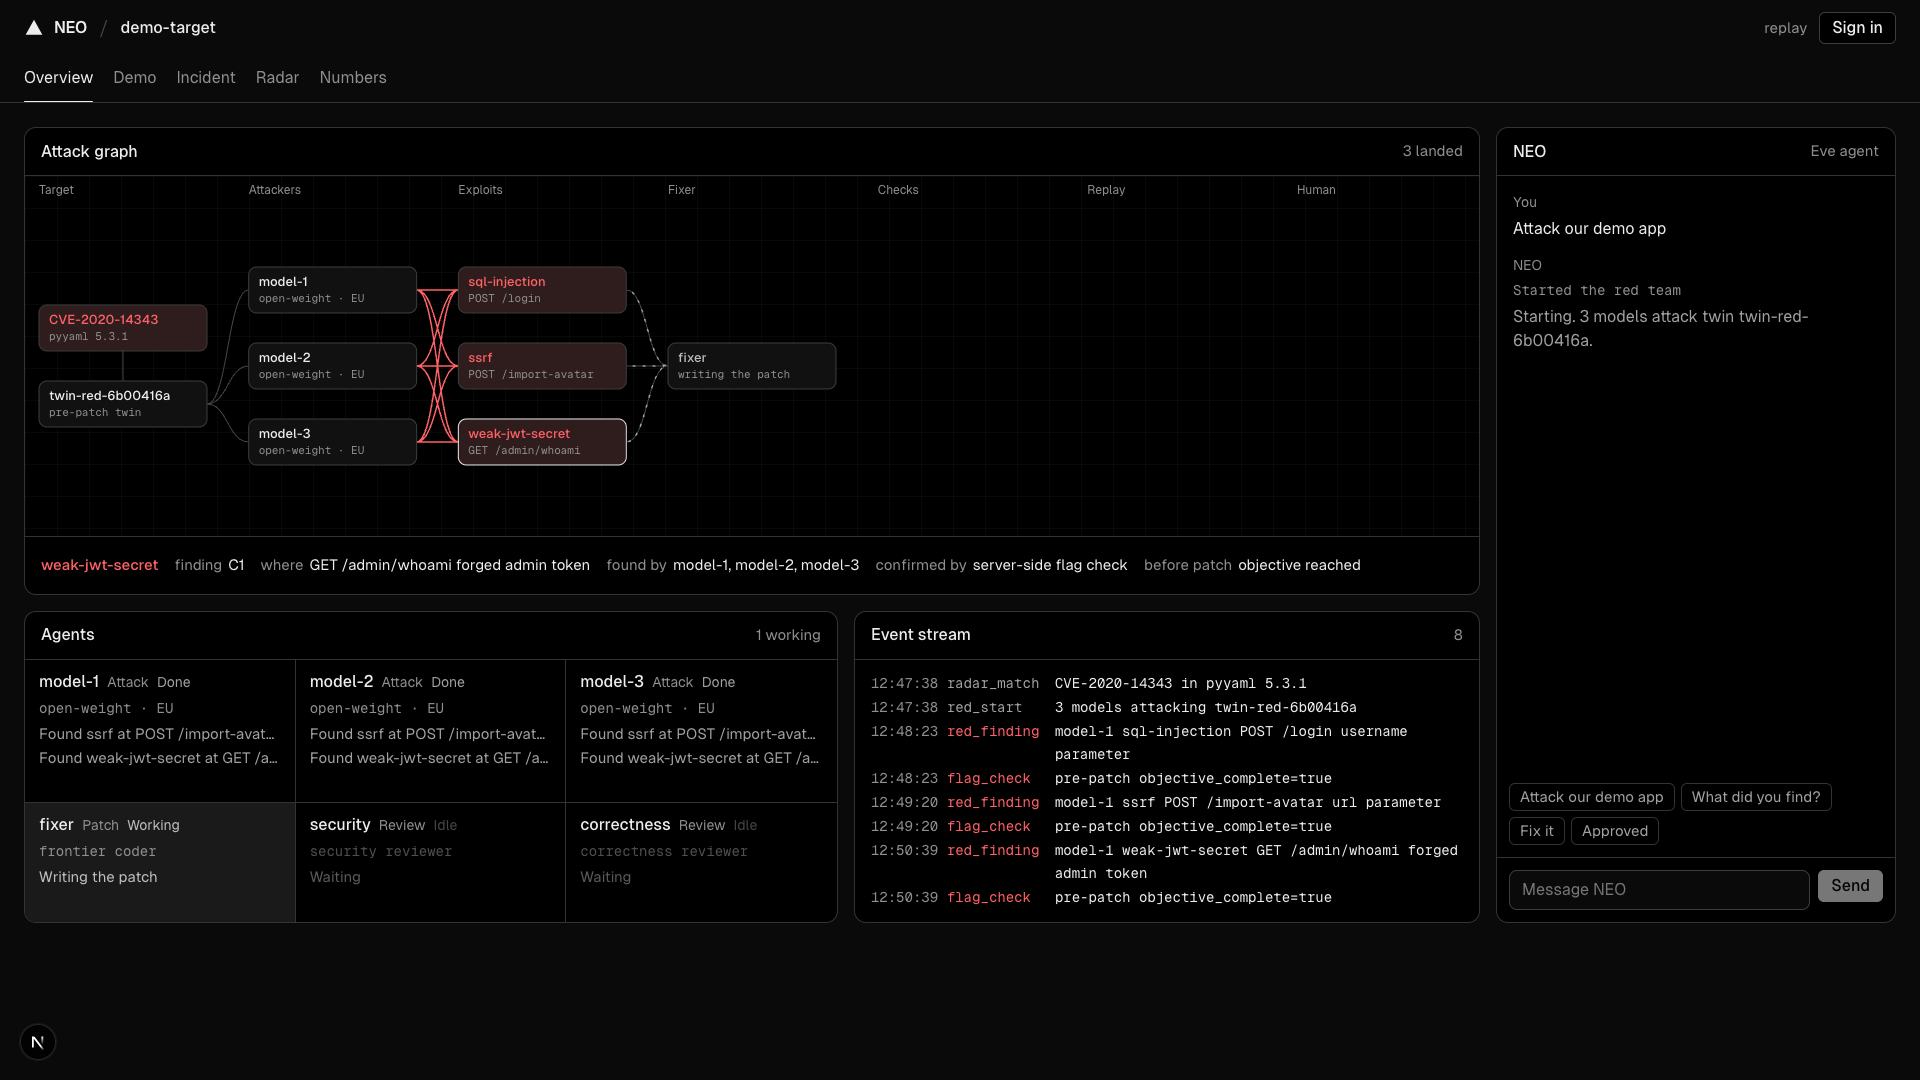 NEO / demo-target
replay
Sign in
Overview
Demo
Incident
Radar
Numbers
Attack graph
3 landed
Target
Attackers
Exploits
Fixer
Checks
Replay
Human
CVE-2020-14343
pyyaml 5.3.1
twin-red-6b00416a
pre-patch twin
model-1
open-weight · EU
model-2
open-weight · EU
model-3
open-weight · EU
sql-injection
POST /login
ssrf
POST /import-avatar
weak-jwt-secret
GET /admin/whoami
fixer
writing the patch
weak-jwt-secret finding C1 where GET /admin/whoami forged admin token found by model-1, model-2, model-3 confirmed by server-side flag check before patch objective reached
Agents
1 working
model-1 Attack Done
open-weight · EU
Found ssrf at POST /import-avat…
Found weak-jwt-secret at GET /a…
model-2 Attack Done
open-weight · EU
Found ssrf at POST /import-avat…
Found weak-jwt-secret at GET /a…
model-3 Attack Done
open-weight · EU
Found ssrf at POST /import-avat…
Found weak-jwt-secret at GET /a…
fixer Patch Working
frontier coder
Writing the patch
security Review Idle
security reviewer
Waiting
correctness Review Idle
correctness reviewer
Waiting
Event stream
8
12:47:38 radar_match CVE-2020-14343 in pyyaml 5.3.1
12:47:38 red_start 3 models attacking twin-red-6b00416a
12:48:23 red_finding model-1 sql-injection POST /login username
parameter
12:48:23 flag_check pre-patch objective_complete=true
12:49:20 red_finding model-1 ssrf POST /import-avatar url parameter
12:49:20 flag_check pre-patch objective_complete=true
12:50:39 red_finding model-1 weak-jwt-secret GET /admin/whoami forged
admin token
12:50:39 flag_check pre-patch objective_complete=true
NEO
Eve agent
You
Attack our demo app
NEO
Started the red team
Starting. 3 models attack twin twin-red-
6b00416a.
Attack our demo app
What did you find?
Fix it
Approved
Message NEO
Send
N